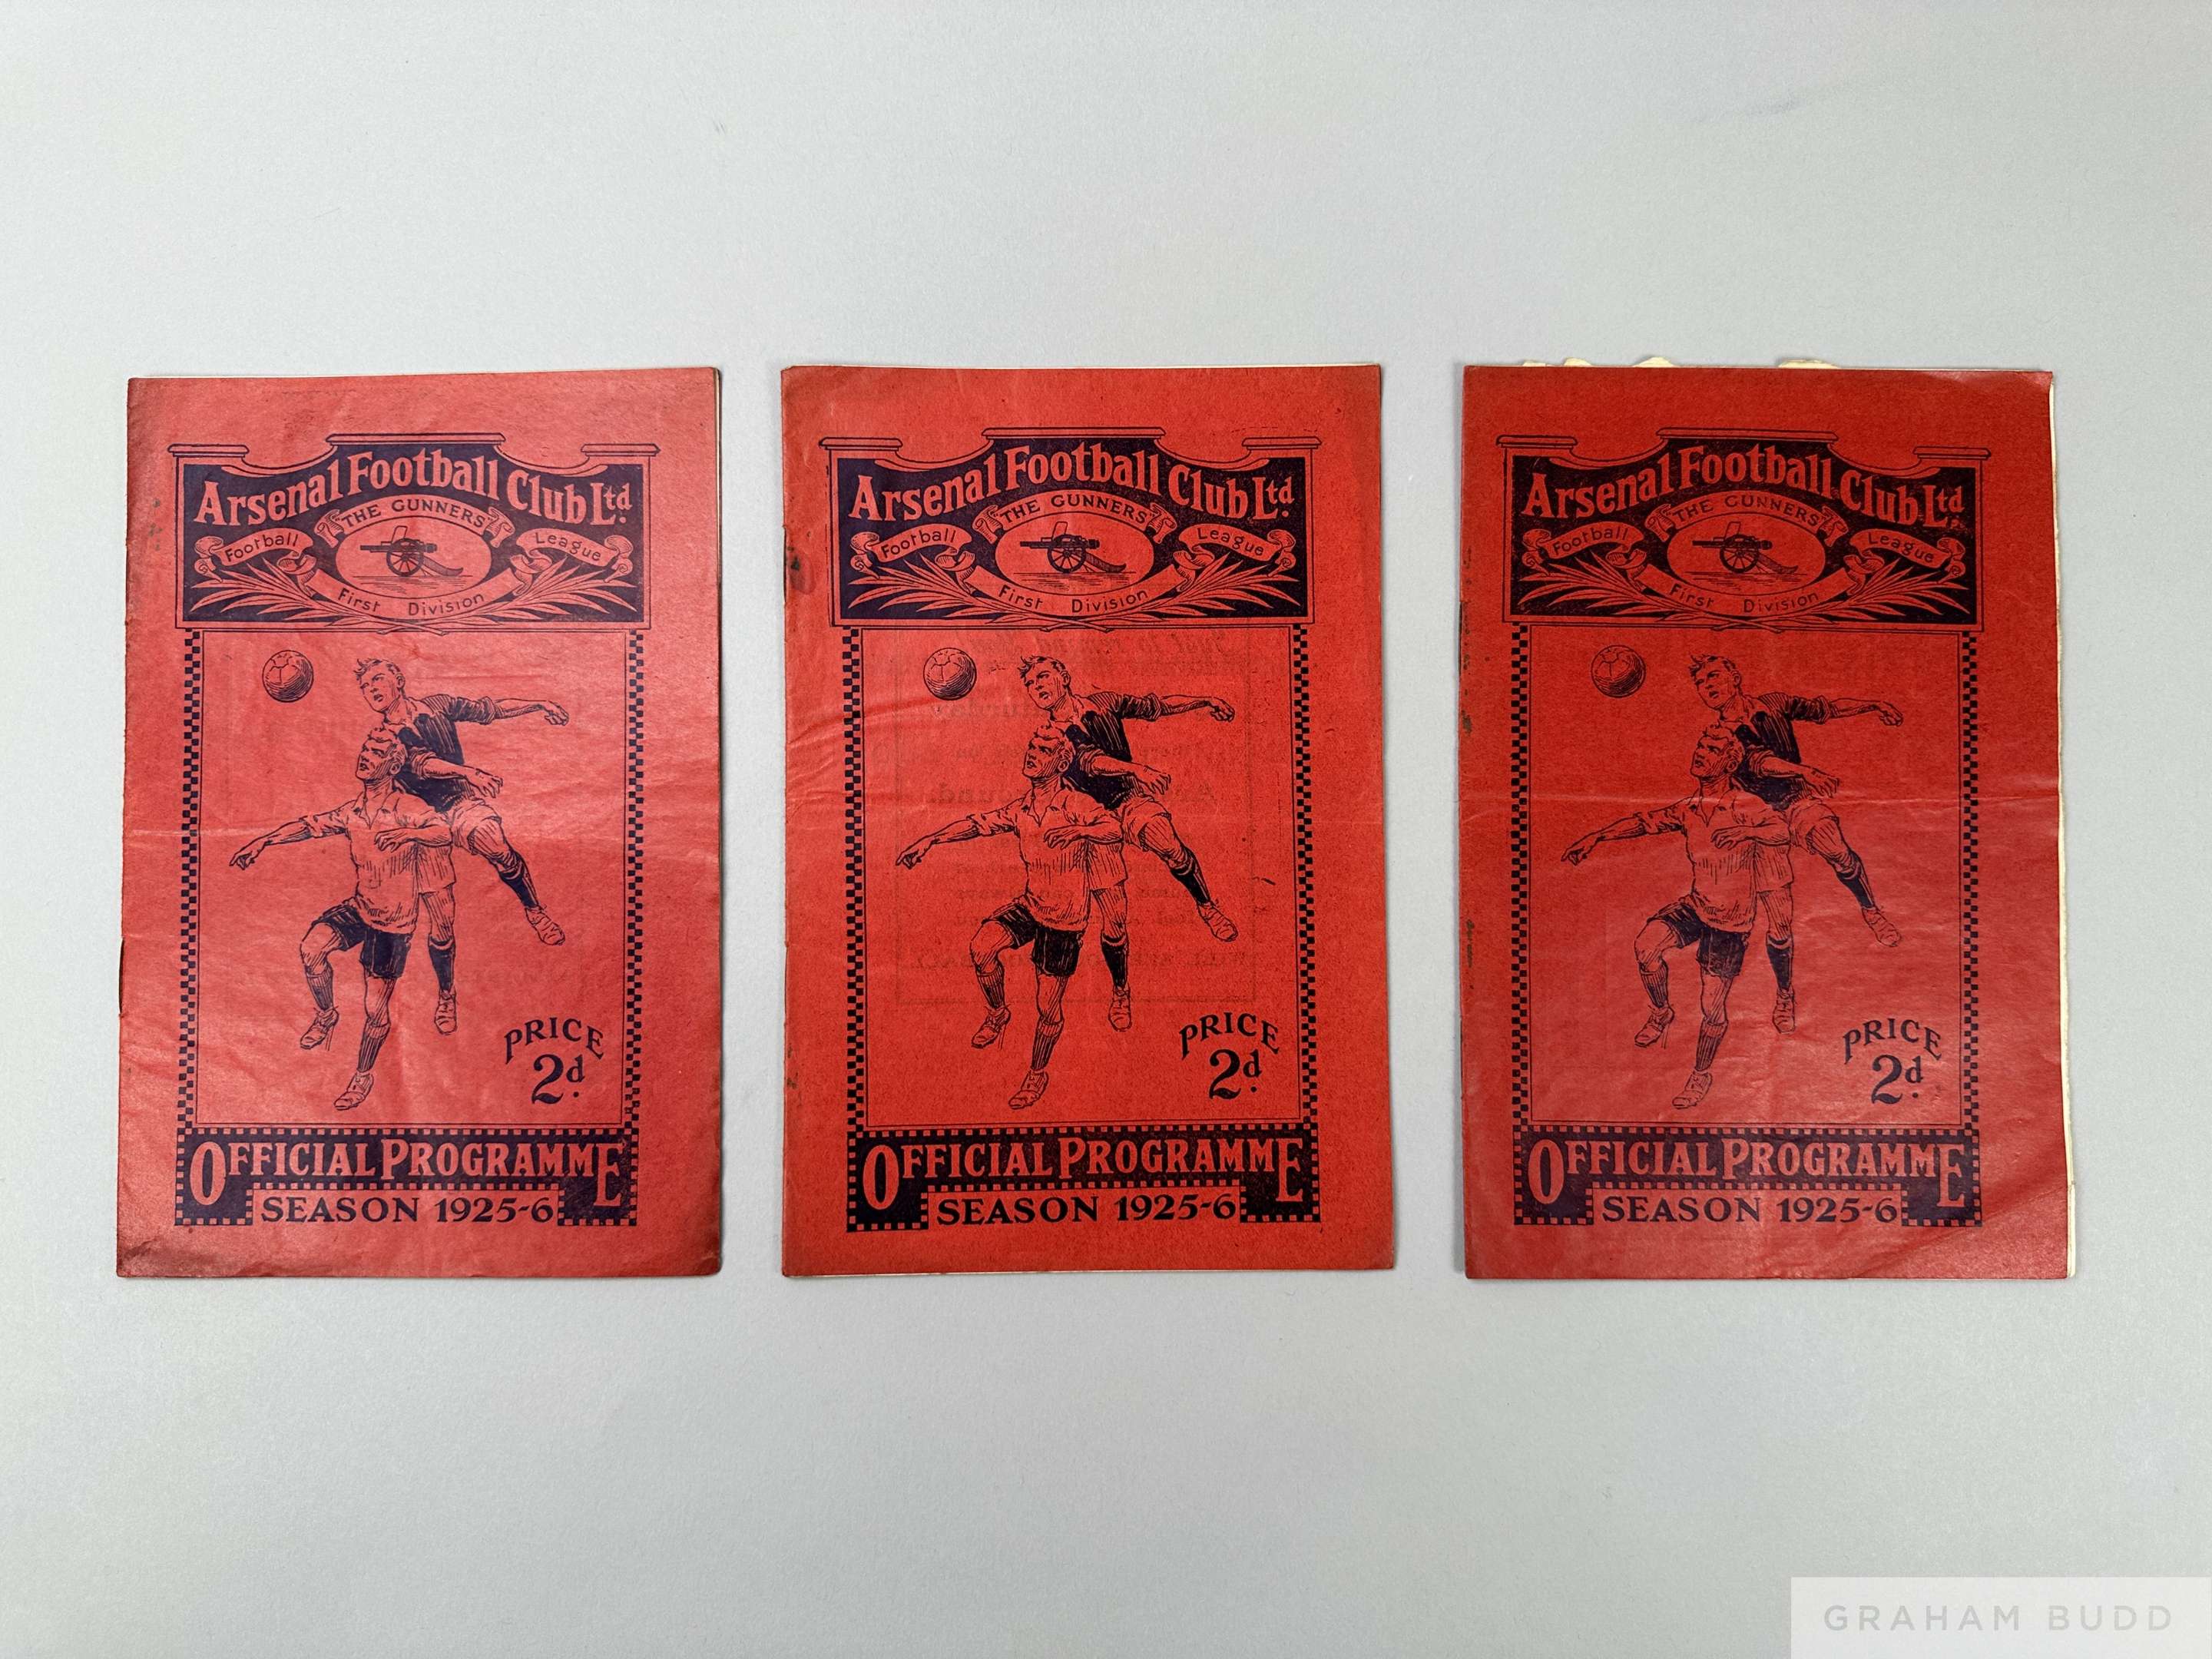 Arsenal Football Club Ltd.
THE GUNNERS
Football League
First Division
PRICE
2d.
OFFICIAL PROGRAMME
SEASON 1925-6
Arsenal Football Club Ltd.
THE GUNNERS
Football League
First Division
PRICE
2d.
OFFICIAL PROGRAMME
SEASON 1925-6
Arsenal Football Club Ltd.
THE GUNNERS
Football League
First Division
PRICE
2d.
OFFICIAL PROGRAMME
SEASON 1925-6
GRAHAM BUDD